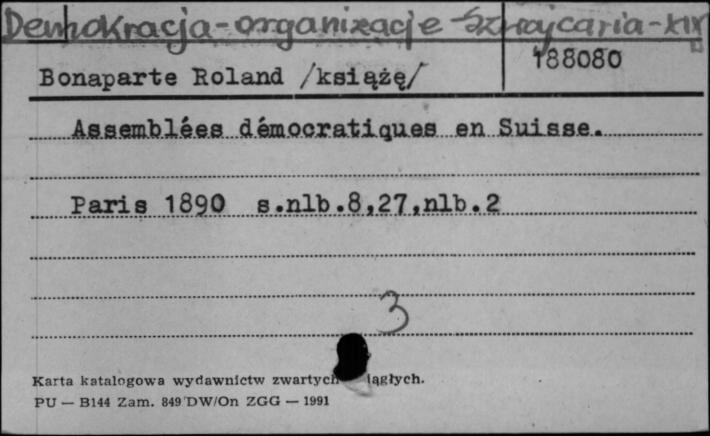 Demokracja-organizacje-Szwajcaria-XIX
188080
Bonaparte Roland /książę/
Assemblées démocratiques en Suisse.
Paris 1890 s.nlb.8,27,nlb.2
3
Karta katalogowa wydawnictw zwartych iągłych.
PU — B144 Zam. 849 DW/On ZGG — 1991